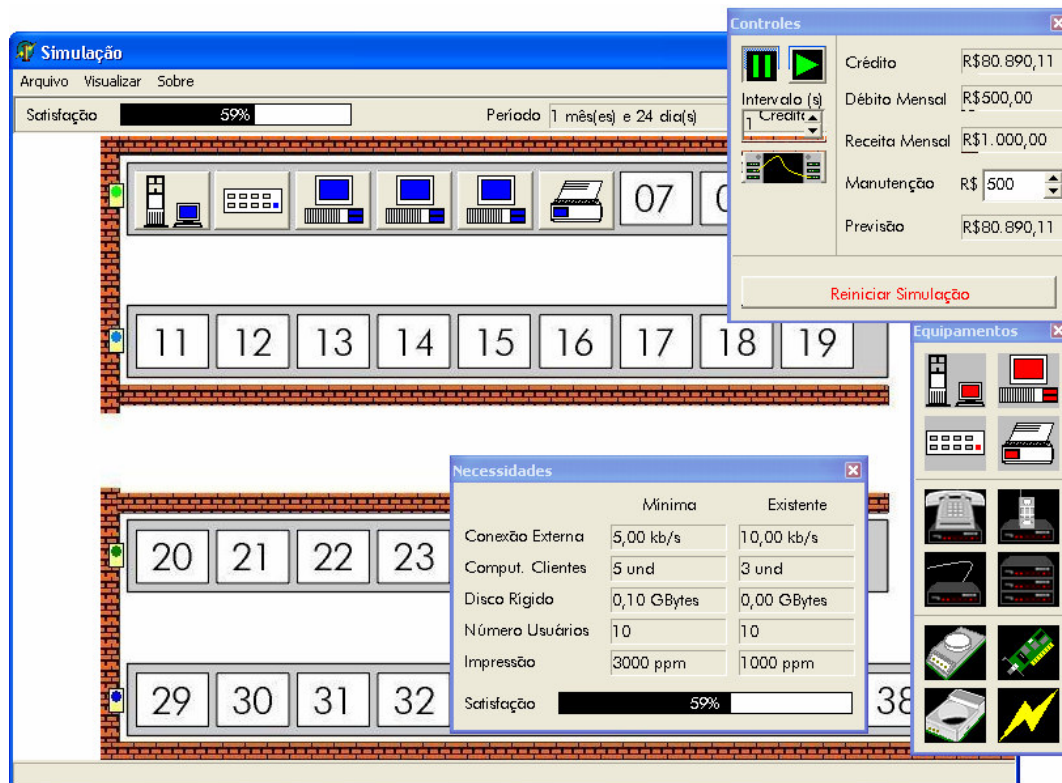 Simulação
Arquivo Visualizar Sobre
Satisfação 59% Período 1 mês(es) e 24 dia(s)
07
11 12 13 14 15 16 17 18 19
20 21 22 23
29 30 31 32 38
Controles
Crédito R$80.890,11
Intervalo (s) Débito Mensal R$500,00
1 Crédito
Receita Mensal R$1.000,00
Manutenção R$ 500
Previsão R$80.890,11
Reiniciar Simulação
Equipamentos
Necessidades
Mínima Existente
Conexão Externa 5,00 kb/s 10,00 kb/s
Comput. Clientes 5 und 3 und
Disco Rígido 0,10 GBytes 0,00 GBytes
Número Usuários 10 10
Impressão 3000 ppm 1000 ppm
Satisfação 59%